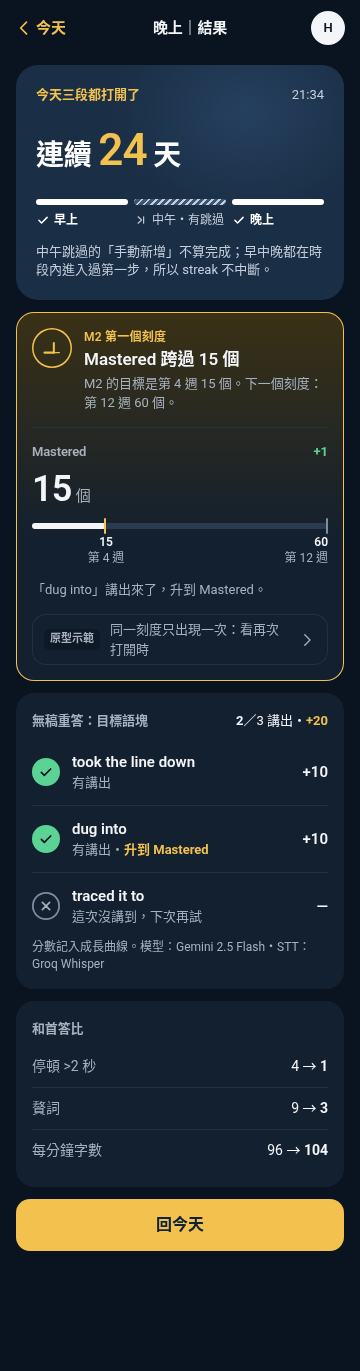 今天
晚上｜結果
H
今天三段都打開了
21:34
連續 24 天
早上
中午・有跳過
晚上
中午跳過的「手動新增」不算完成；早中晚都在時
段內進入過第一步，所以 streak 不中斷。
M2 第一個刻度
Mastered 跨過 15 個
M2 的目標是第 4 週 15 個。下一個刻度：
第 12 週 60 個。
Mastered
+1
15 個
15
60
第 4 週
第 12 週
「dug into」講出來了，升到 Mastered。
原型示範
同一刻度只出現一次：看再次
打開時
無稿重答：目標語塊
2／3 講出・+20
took the line down
有講出
+10
dug into
有講出・升到 Mastered
+10
traced it to
這次沒講到，下次再試
–
分數記入成長曲線。模型：Gemini 2.5 Flash・STT：
Groq Whisper
和首答比
停頓 >2 秒
4 → 1
贅詞
9 → 3
每分鐘字數
96 → 104
回今天